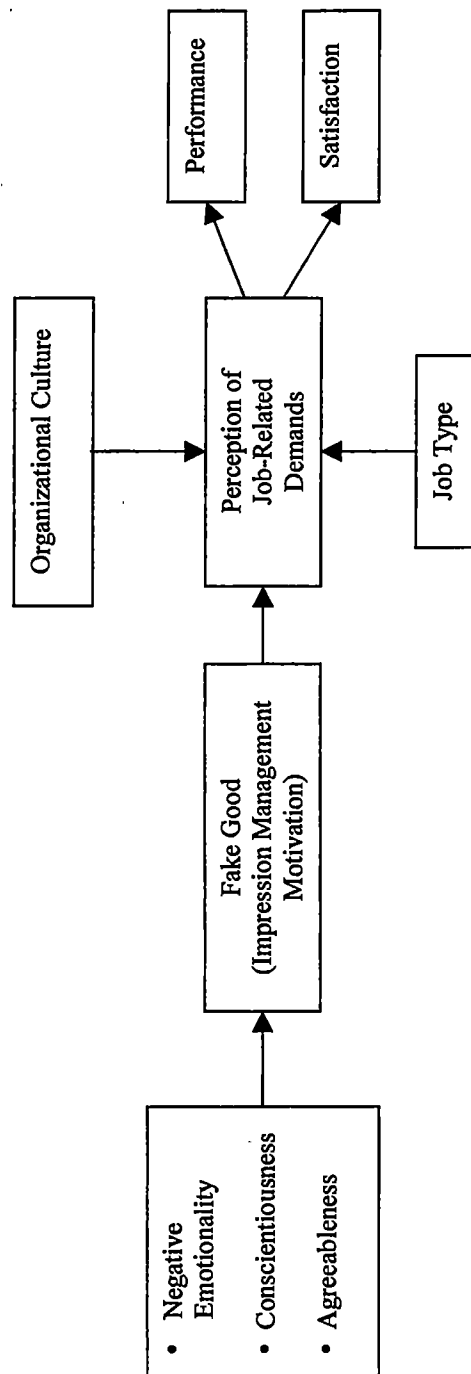 • Negative
Emotionality
• Conscientiousness
• Agreeableness
Fake Good
(Impression Management
Motivation)
Organizational Culture
Perception of
Job-Related
Demands
Job Type
Performance
Satisfaction